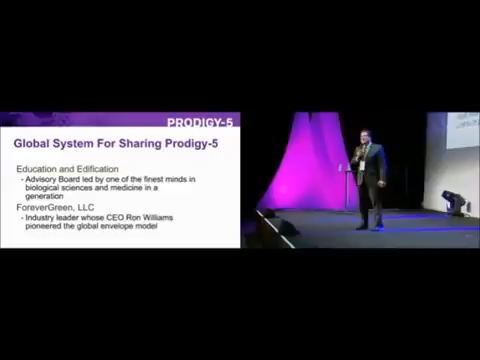 PRODIGY-5
Global System For Sharing Prodigy-5
Education and Edification
- Advisory Board led by one of the finest minds in
biological sciences and medicine in a
generation
ForeverGreen, LLC
- Industry leader whose CEO Ron Williams
pioneered the global envelope model